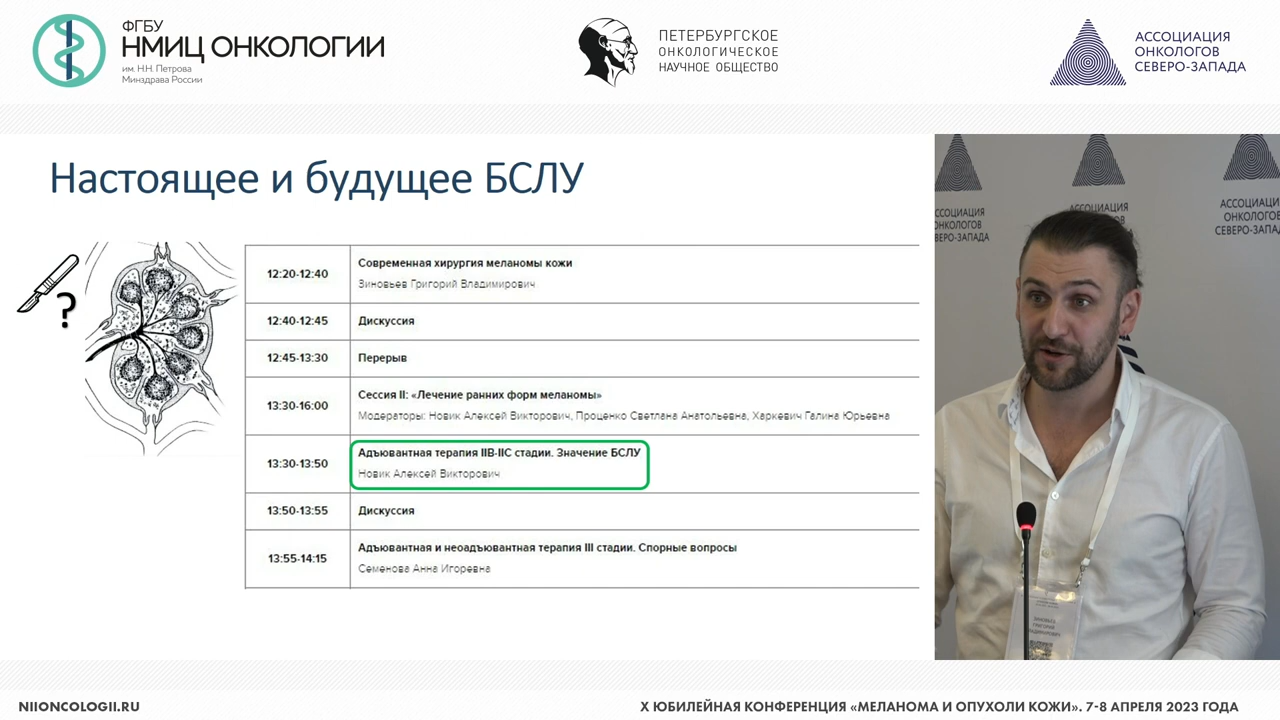 ФГБУ
НМИЦ ОНКОЛОГИИ
им. Н.Н. Петрова
Минздрава России
ПЕТЕРБУРГСКОЕ
ОНКОЛОГИЧЕСКОЕ
НАУЧНОЕ ОБЩЕСТВО
АССОЦИАЦИЯ
ОНКОЛОГОВ
СЕВЕРО-ЗАПАДА
Настоящее и будущее БСЛУ
?
12:20-12:40
Современная хирургия меланомы кожи
Зиновьев Григорий Владимирович
12:40-12:45
Дискуссия
12:45-13:30
Перерыв
13:30-16:00
Сессия II: «Лечение ранних форм меланомы»
Модераторы: Новик Алексей Викторович, Проценко Светлана Анатольевна, Харкевич Галина Юрьевна
13:30-13:50
Адъювантная терапия IIB-IIC стадии. Значение БСЛУ
Новик Алексей Викторович
13:50-13:55
Дискуссия
13:55-14:15
Адъювантная и неоадъювантная терапия III стадии. Спорные вопросы
Семенова Анна Игоревна
АССОЦИАЦИЯ
ОНКОЛОГОВ
СЕВЕРО-ЗАПАДА
NIIONCOLOGII.RU
X ЮБИЛЕЙНАЯ КОНФЕРЕНЦИЯ «МЕЛАНОМА И ОПУХОЛИ КОЖИ». 7-8 АПРЕЛЯ 2023 ГОДА